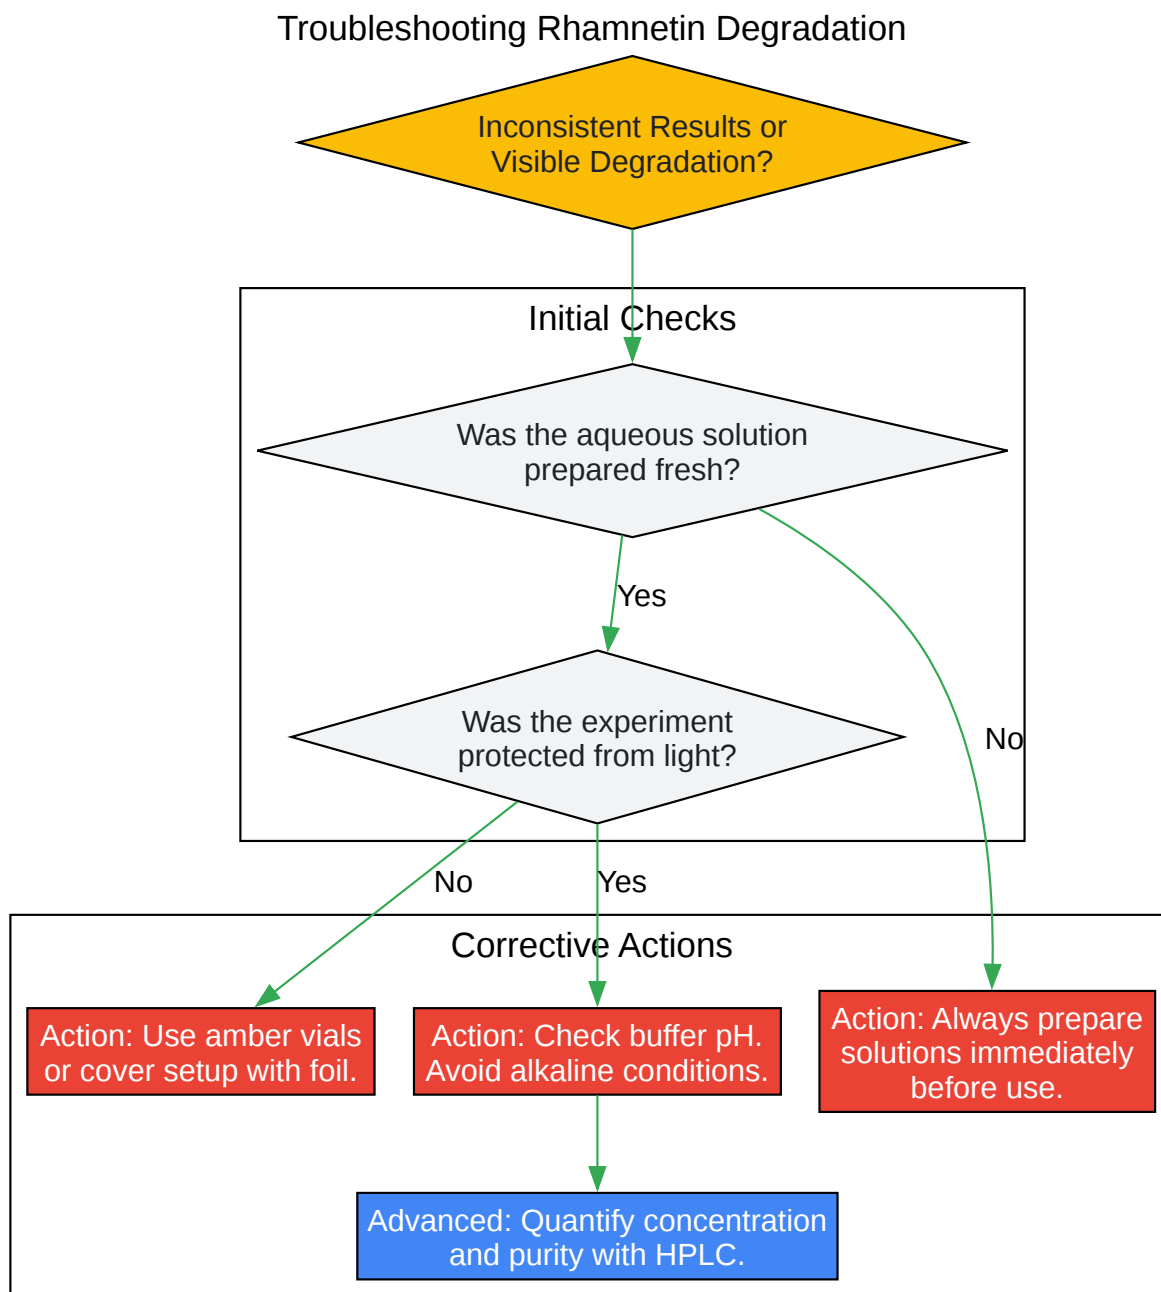 Troubleshooting Rhamnetin Degradation
Inconsistent Results or
Visible Degradation?
Initial Checks
Was the aqueous solution
prepared fresh?
Yes
Was the experiment
protected from light?
No
No
Yes
Corrective Actions
Action: Use amber vials
or cover setup with foil.
Action: Check buffer pH.
Avoid alkaline conditions.
Action: Always prepare
solutions immediately
before use.
Advanced: Quantify concentration
and purity with HPLC.